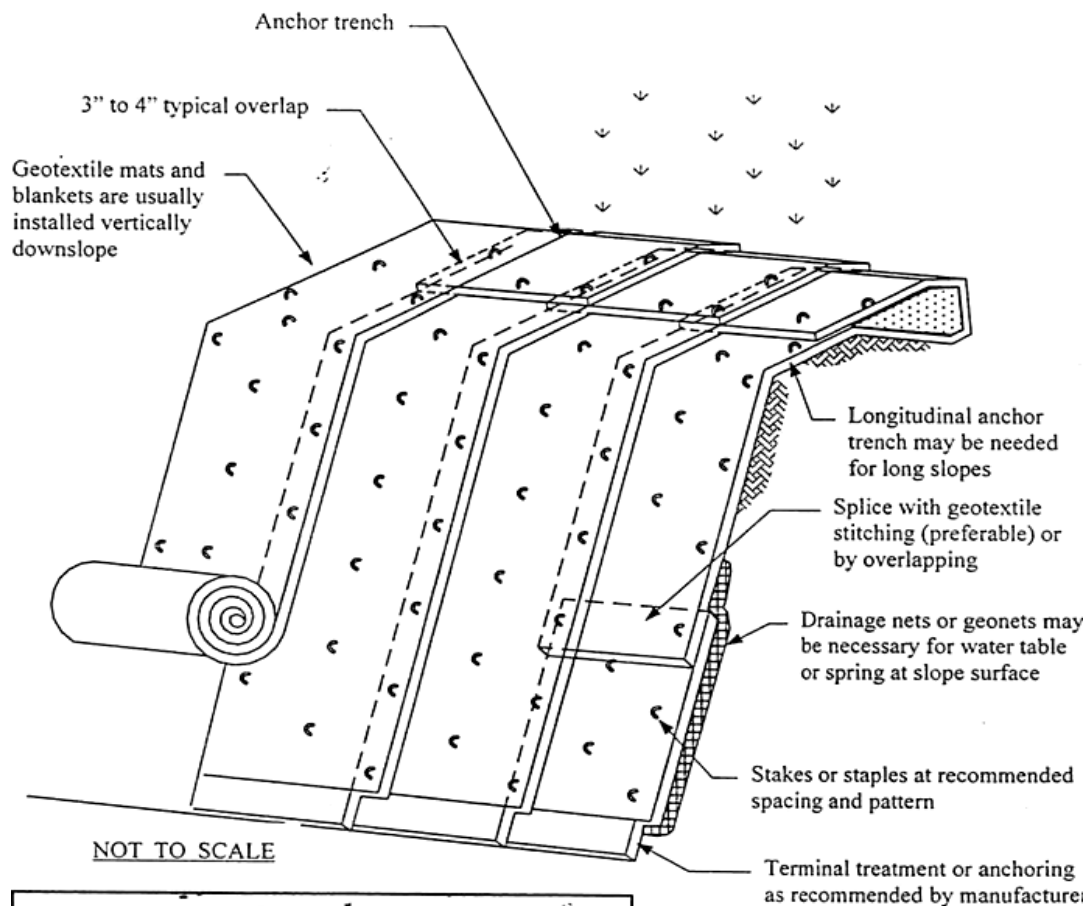 Anchor trench
3” to 4” typical overlap
Geotextile mats and
blankets are usually
installed vertically
downslope
Longitudinal anchor
trench may be needed
for long slopes
Splice with geotextile
stitching (preferable) or
by overlapping
Drainage nets or geonets may
be necessary for water table
or spring at slope surface
Stakes or staples at recommended
spacing and pattern
NOT TO SCALE
Terminal treatment or anchoring
as recommended by manufacturer